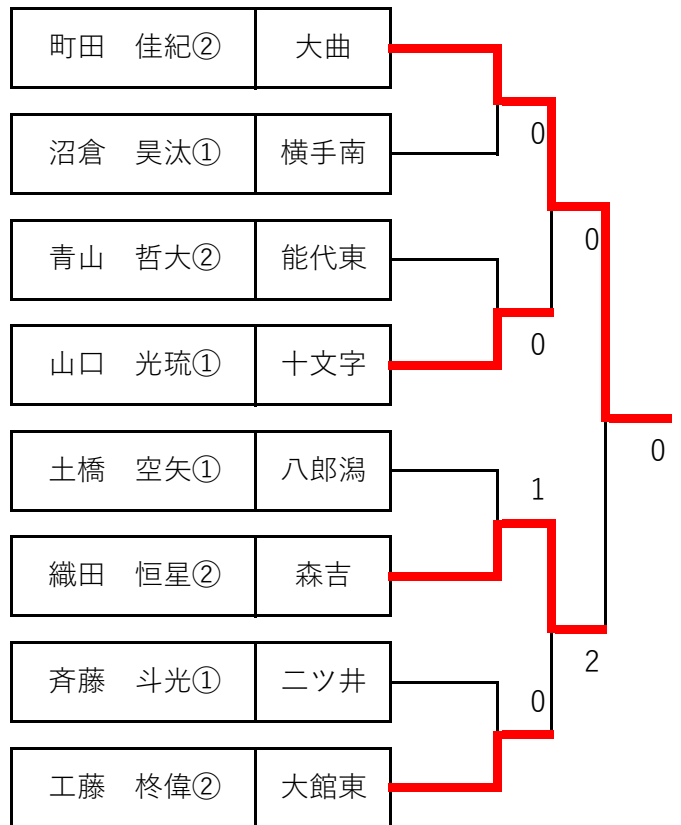 町田　佳紀② 大曲
0
沼倉　昊汰① 横手南
0
青山　哲大② 能代東
0
山口　光琉① 十文字
0
土橋　空矢① 八郎潟
1
織田　恒星② 森吉
2
斉藤　斗光① 二ツ井
0
工藤　柊偉② 大館東